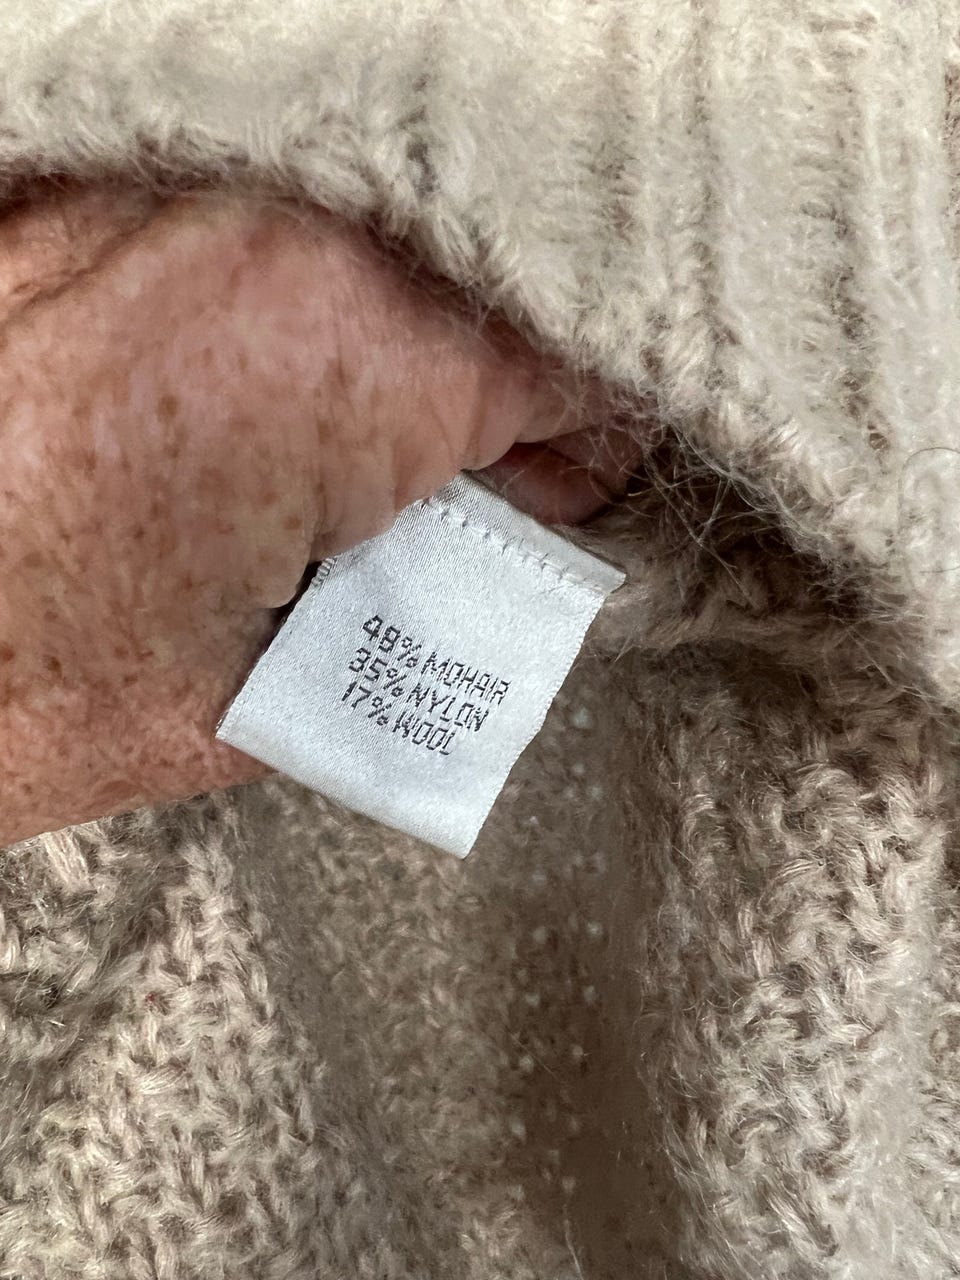 48% MOHAIR
35% NYLON
17% WOOL